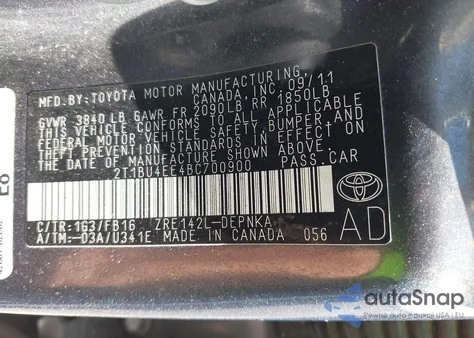 MFD. BY: TOYOTA MOTOR MANUFACTURING
CANADA, INC. 09/11
GVWR 3840 LB GAWR FR 2090LB RR 1850LB
THIS VEHICLE CONFORMS TO ALL APPLICABLE
FEDERAL MOTOR VEHICLE SAFETY, BUMPER, AND
THEFT PREVENTION STANDARDS IN EFFECT ON
THE DATE OF MANUFACTURE SHOWN ABOVE.
2T1BU4EE4BC700900 PASS.CAR
C/TR:1G3/FB16 ZRE142L-DEPNKA
A/TM:-03A/U341E MADE IN CANADA 056
AD
autoSnap